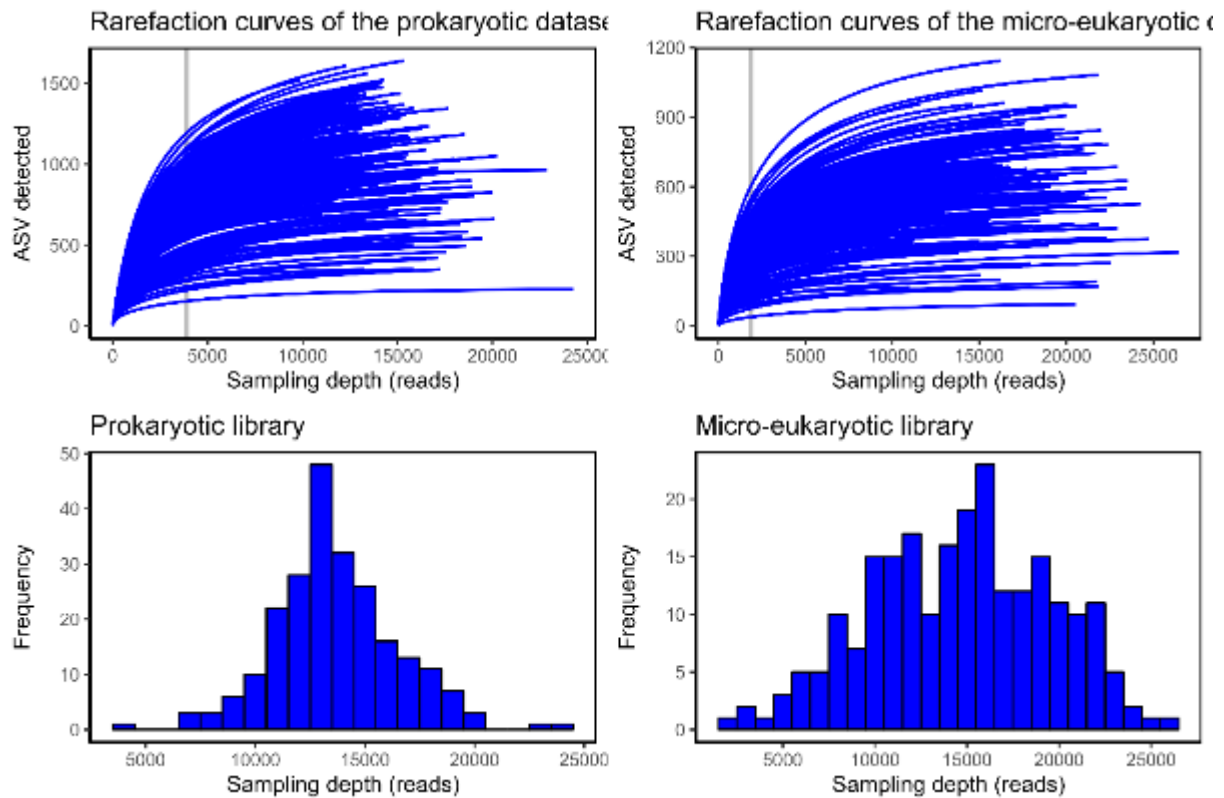 Rarefaction curves of the prokaryotic datase
1500
1000
500
0
ASV detected
0 5000 10000 15000 20000 2500
Sampling depth (reads)
Rarefaction curves of the micro-eukaryotic
1200
900
600
300
0
ASV detected
0 5000 10000 15000 20000 25000
Sampling depth (reads)
Prokaryotic library
50
40
30
20
10
0
Frequency
5000 10000 15000 20000 25000
Sampling depth (reads)
Micro-eukaryotic library
20
15
10
5
0
Frequency
5000 10000 15000 20000 25000
Sampling depth (reads)